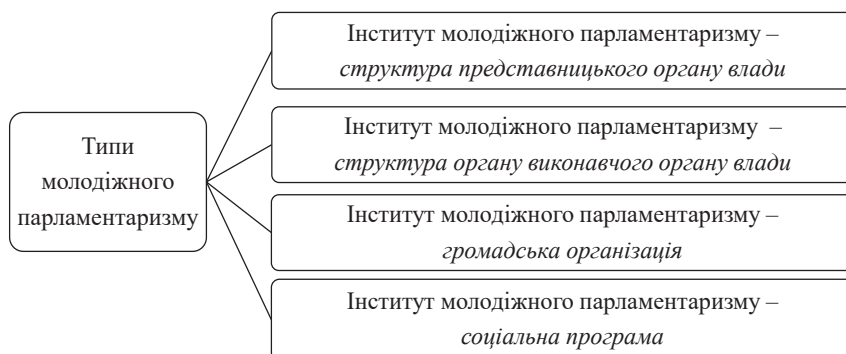 Типи
молодіжного
парламентаризму
Інститут молодіжного парламентаризму –
структура представницького органу влади
Інститут молодіжного парламентаризму –
структура органу виконавчого органу влади
Інститут молодіжного парламентаризму –
громадська організація
Інститут молодіжного парламентаризму –
соціальна програма